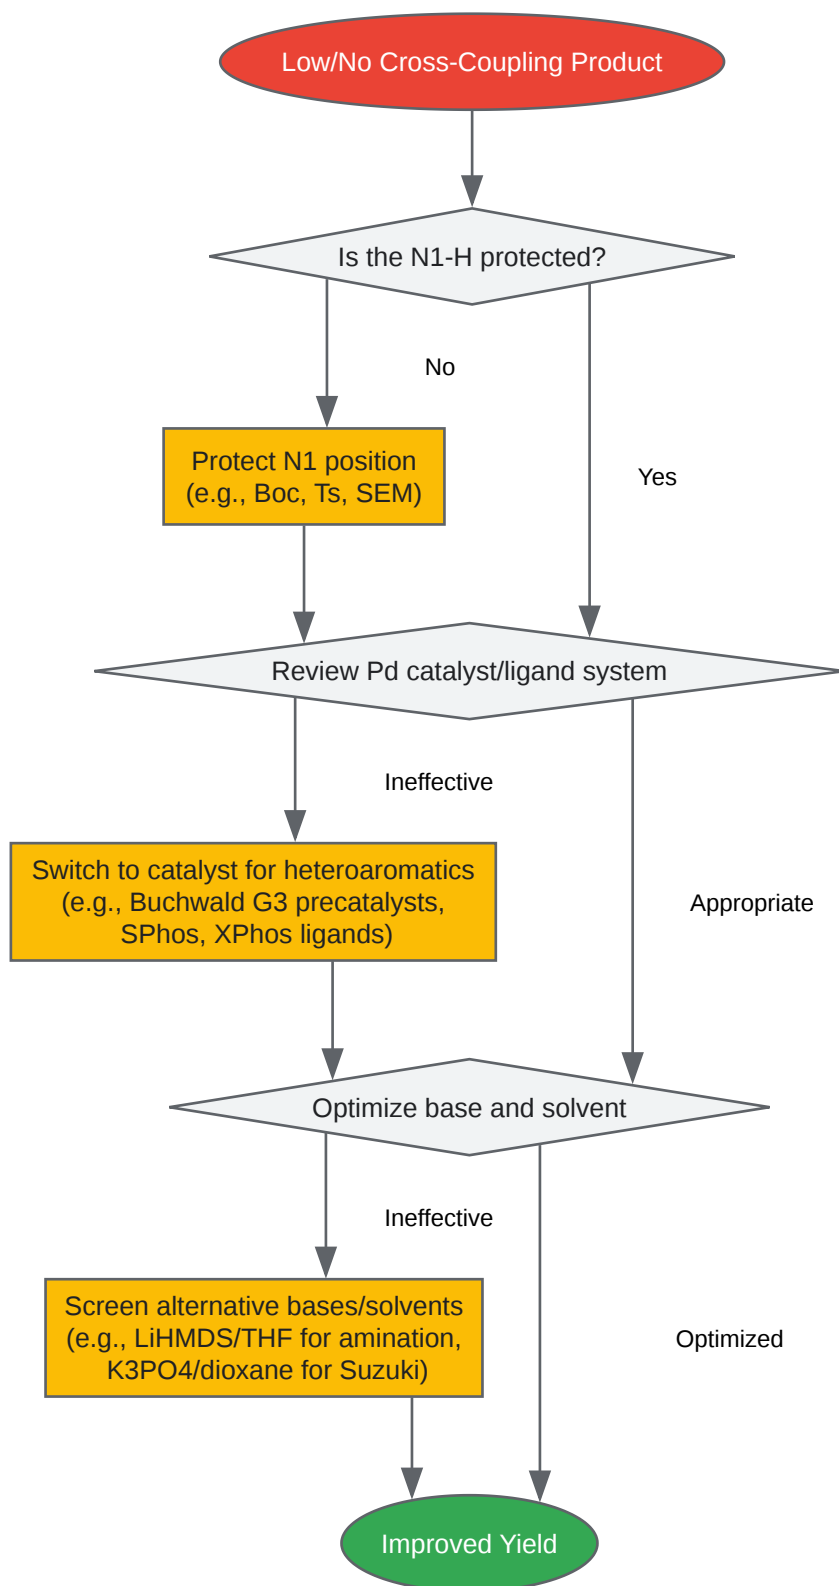 Low/No Cross-Coupling Product
Is the N1-H protected?
No
Protect N1 position
(e.g., Boc, Ts, SEM)
Yes
Review Pd catalyst/ligand system
Ineffective
Switch to catalyst for heteroaromatics
(e.g., Buchwald G3 precatalysts,
SPhos, XPhos ligands)
Appropriate
Optimize base and solvent
Ineffective
Screen alternative bases/solvents
(e.g., LiHMDS/THF for amination,
K3PO4/dioxane for Suzuki)
Optimized
Improved Yield